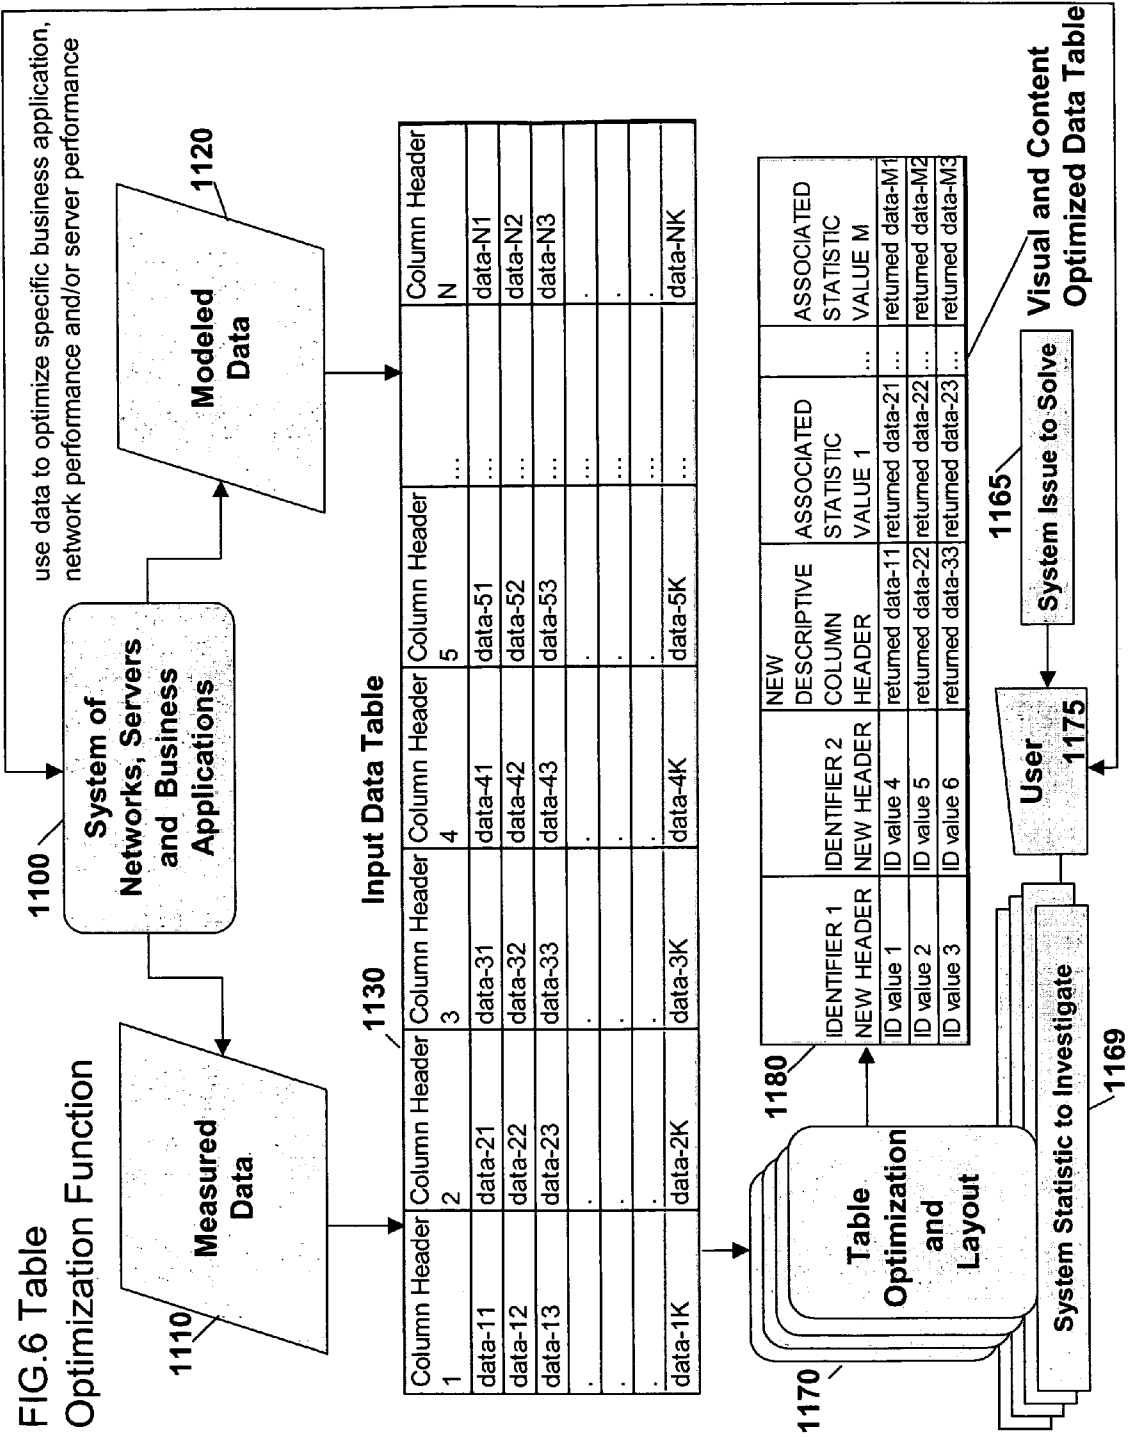 FIG.6 Table
Optimization Function
use data to optimize specific business application,
network performance and/or server performance
1100
System of
Networks, Servers
and Business
Applications
1110
Measured
Data
1120
Modeled
Data
1130
Input Data Table
Column Header 1 Column Header 2 Column Header 3 Column Header 4 Column Header 5 ... Column Header N
data-11 data-21 data-31 data-41 data-51 ... data-N1
data-12 data-22 data-32 data-42 data-52 ... data-N2
data-13 data-23 data-33 data-43 data-53 ... data-N3
. . . . . ... .
. . . . . ... .
. . . . . ... .
data-1K data-2K data-3K data-4K data-5K ... data-NK
1170
Table
Optimization
and
Layout
1180
IDENTIFIER 1 NEW HEADER IDENTIFIER 2 NEW HEADER NEW DESCRIPTIVE COLUMN HEADER ASSOCIATED STATISTIC VALUE 1 ... ASSOCIATED STATISTIC VALUE M
ID value 1 ID value 4 returned data-11 returned data-21 ... returned data-M1
ID value 2 ID value 5 returned data-22 returned data-22 ... returned data-M2
ID value 3 ID value 6 returned data-33 returned data-23 ... returned data-M3
Visual and Content
Optimized Data Table
System Statistic to Investigate
1169
User
1175
1165
System Issue to Solve